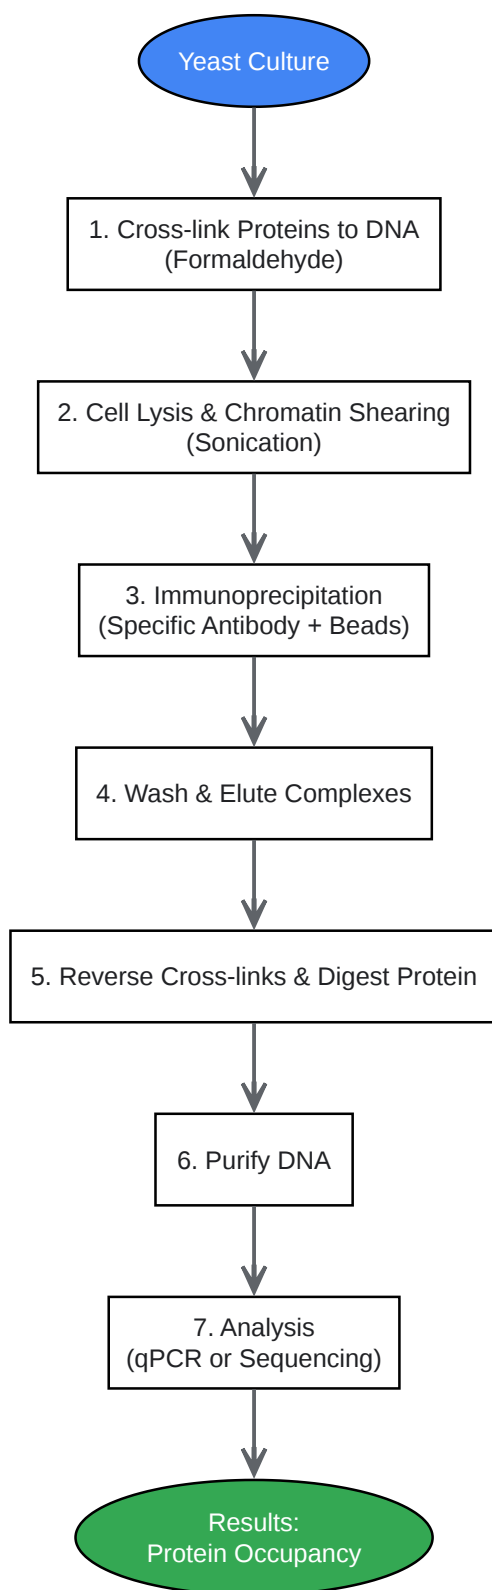 Yeast Culture
1. Cross-link Proteins to DNA
(Formaldehyde)
2. Cell Lysis & Chromatin Shearing
(Sonication)
3. Immunoprecipitation
(Specific Antibody + Beads)
4. Wash & Elute Complexes
5. Reverse Cross-links & Digest Protein
6. Purify DNA
7. Analysis
(qPCR or Sequencing)
Results:
Protein Occupancy